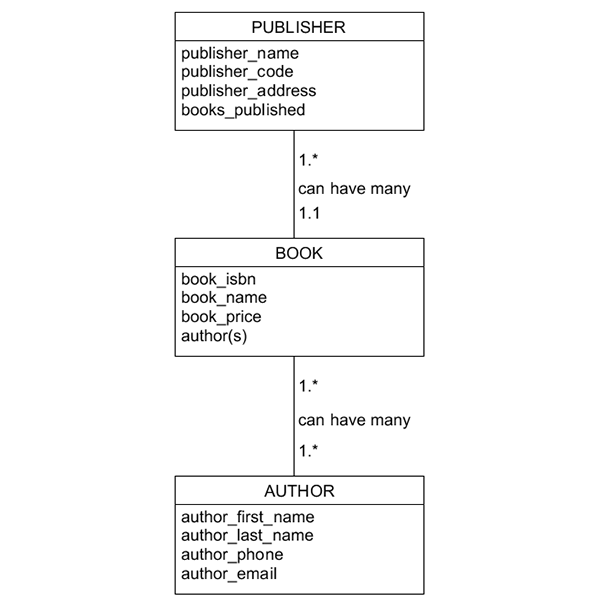 PUBLISHER
publisher_name
publisher_code
publisher_address
books_published
1.*
can have many
1.1
BOOK
book_isbn
book_name
book_price
author(s)
1.*
can have many
1.*
AUTHOR
author_first_name
author_last_name
author_phone
author_email